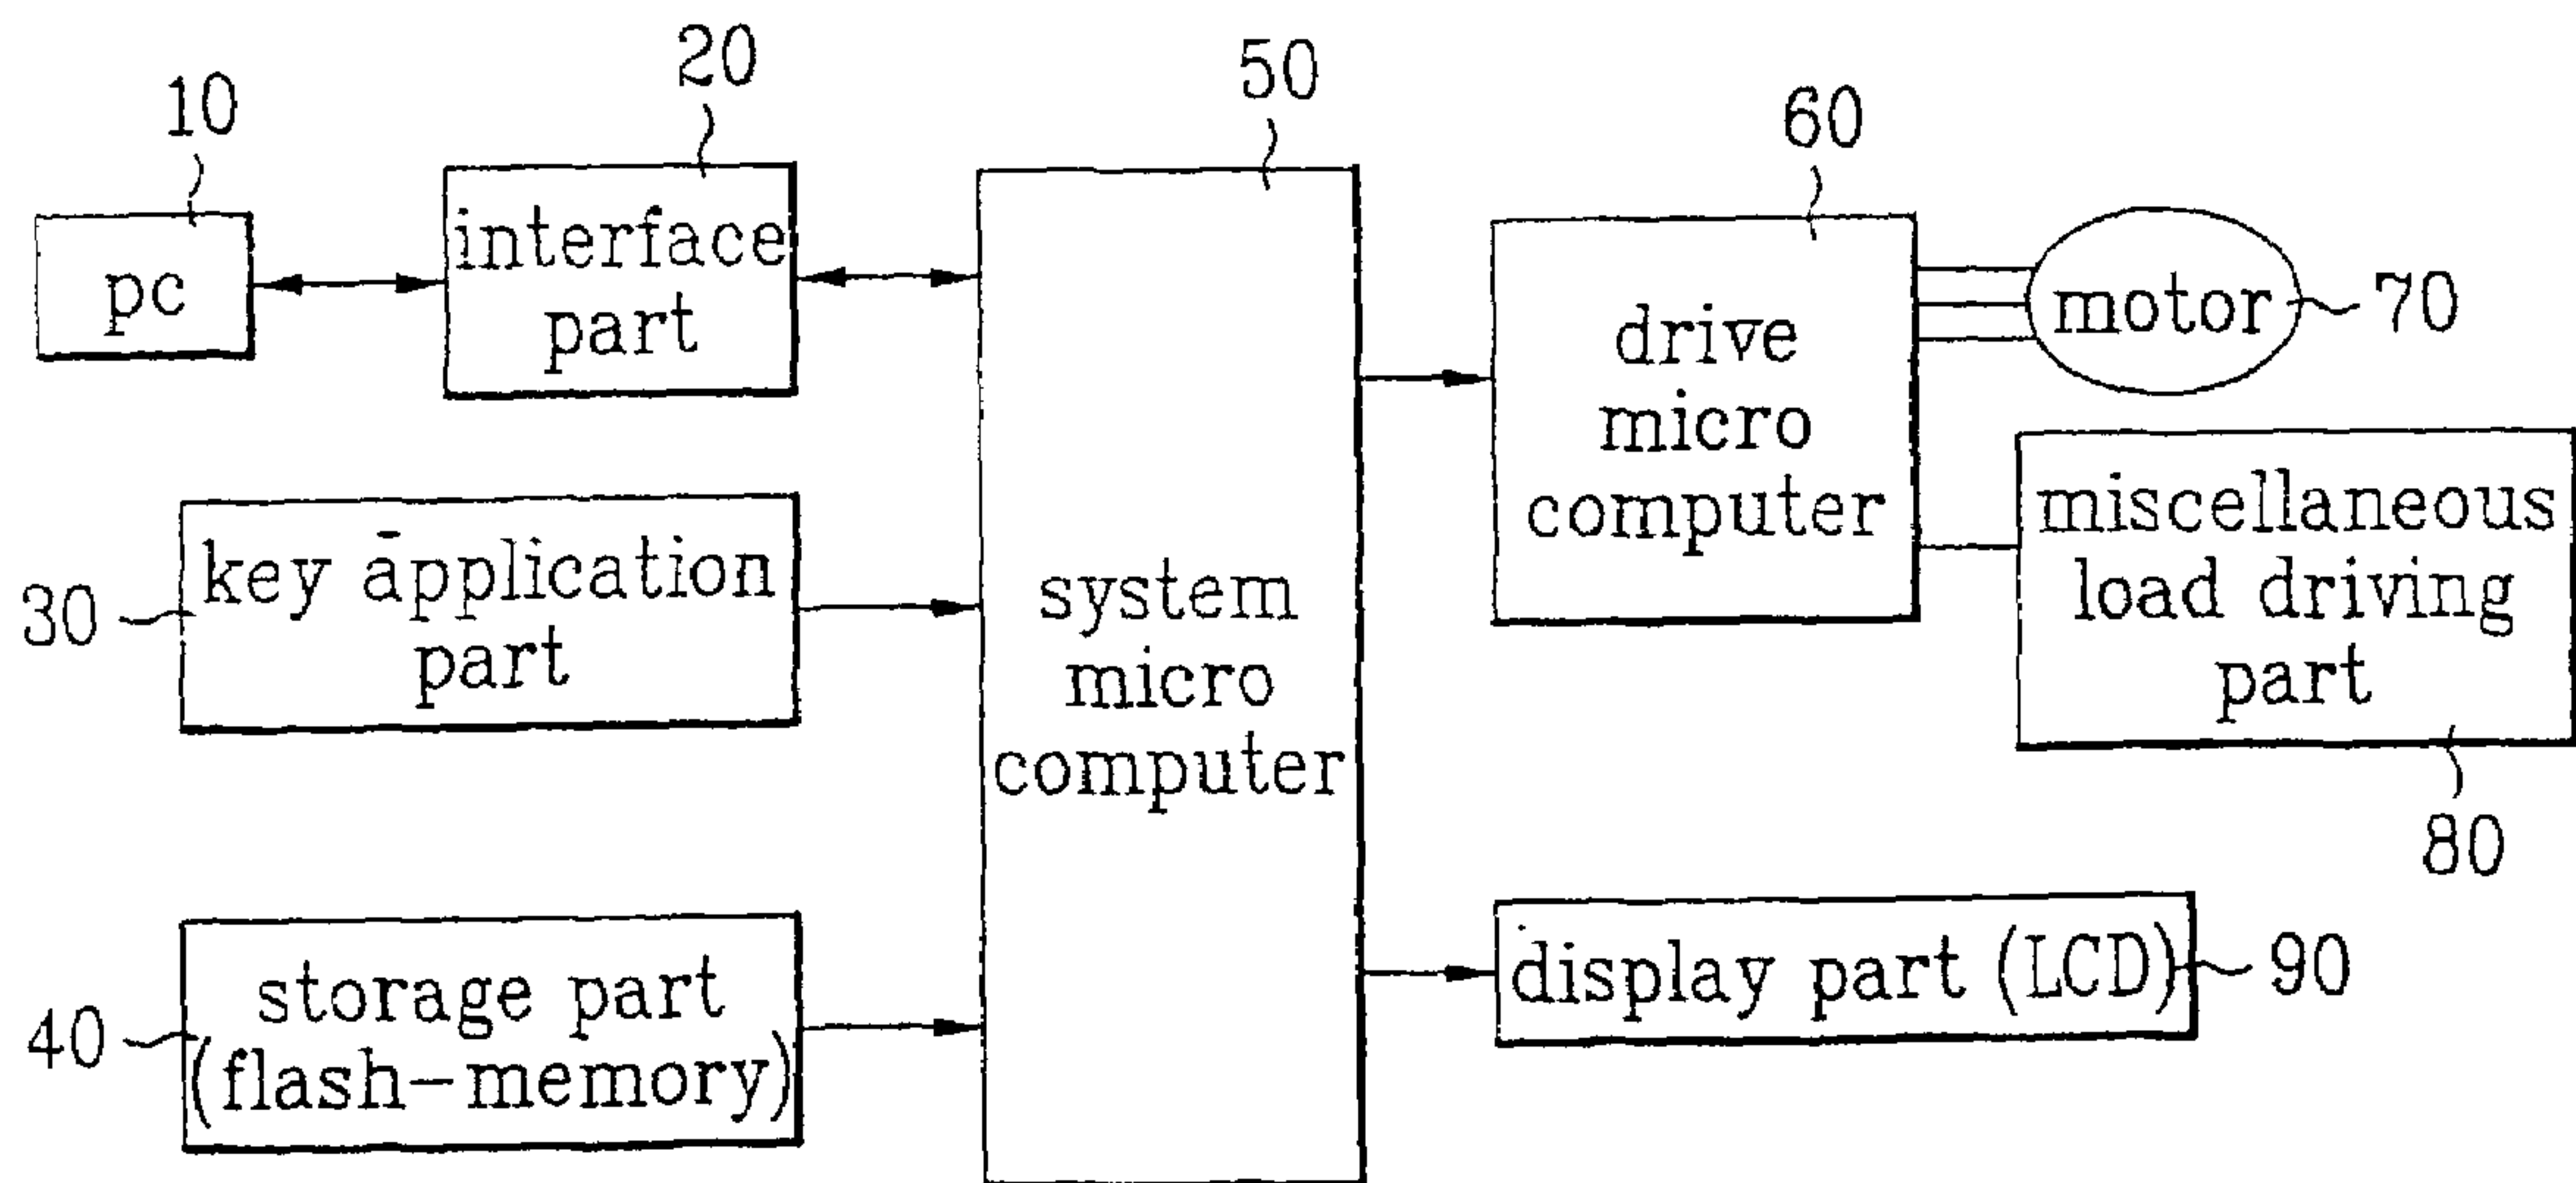 10
pc
20
interface
part
30
key application
part
40
storage part
(flash-memory)
50
system
micro
computer
60
drive
micro
computer
motor
70
miscellaneous
load driving
part
80
display part (LCD)
90